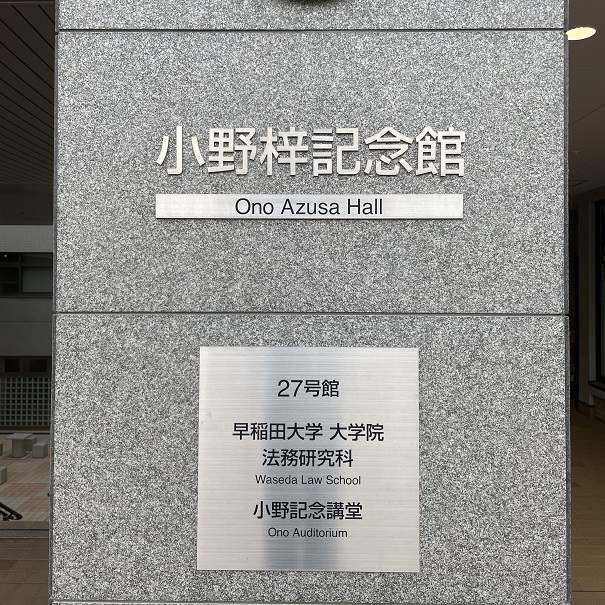 小野梓記念館
Ono Azusa Hall
27号館
早稲田大学 大学院
法務研究科
Waseda Law School
小野記念講堂
Ono Auditorium